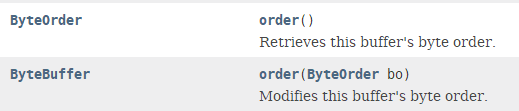 ByteOrder order()
Retrieves this buffer's byte order.
ByteBuffer order(ByteOrder bo)
Modifies this buffer's byte order.